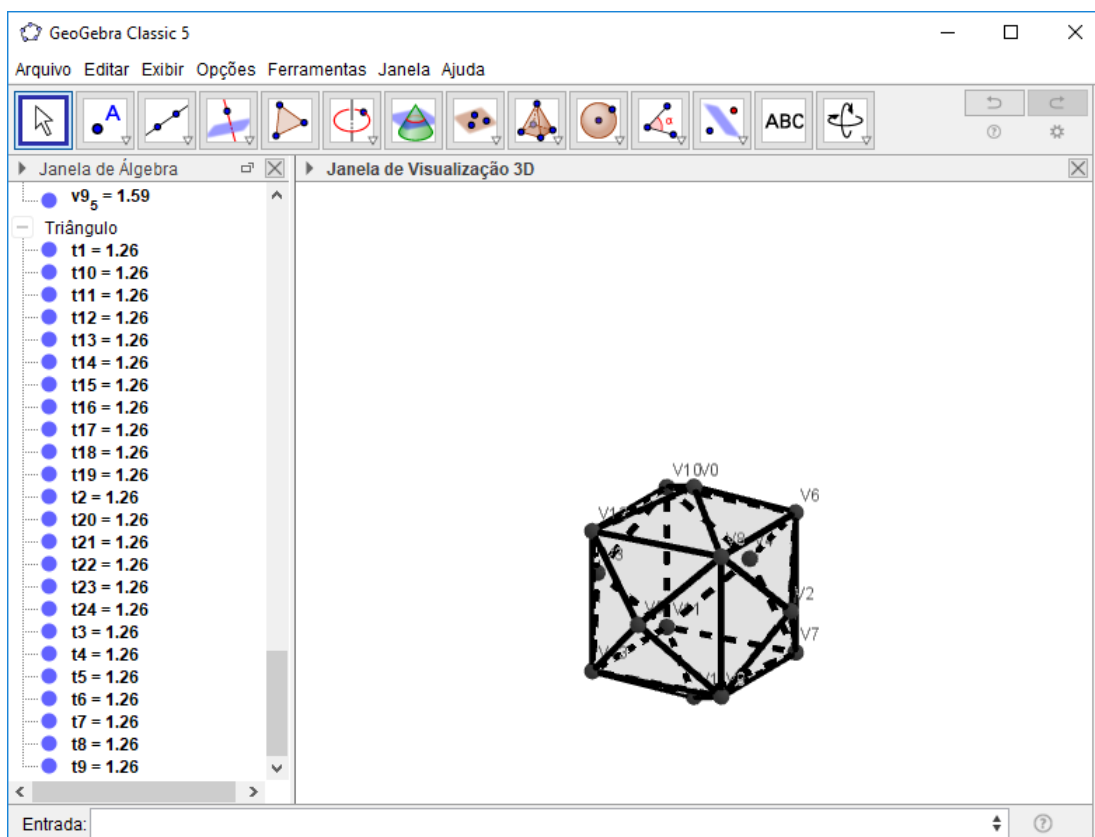 GeoGebra Classic 5
Arquivo Editar Exibir Opções Ferramentas Janela Ajuda
A
α
ABC
Janela de Álgebra
Janela de Visualização 3D
v9₅ = 1.59
Triângulo
t1 = 1.26
t10 = 1.26
t11 = 1.26
t12 = 1.26
t13 = 1.26
t14 = 1.26
t15 = 1.26
t16 = 1.26
t17 = 1.26
t18 = 1.26
t19 = 1.26
t2 = 1.26
t20 = 1.26
t21 = 1.26
t22 = 1.26
t23 = 1.26
t24 = 1.26
t3 = 1.26
t4 = 1.26
t5 = 1.26
t6 = 1.26
t7 = 1.26
t8 = 1.26
t9 = 1.26
V10 V0
V6
V8
V2
V11
V7
Entrada: